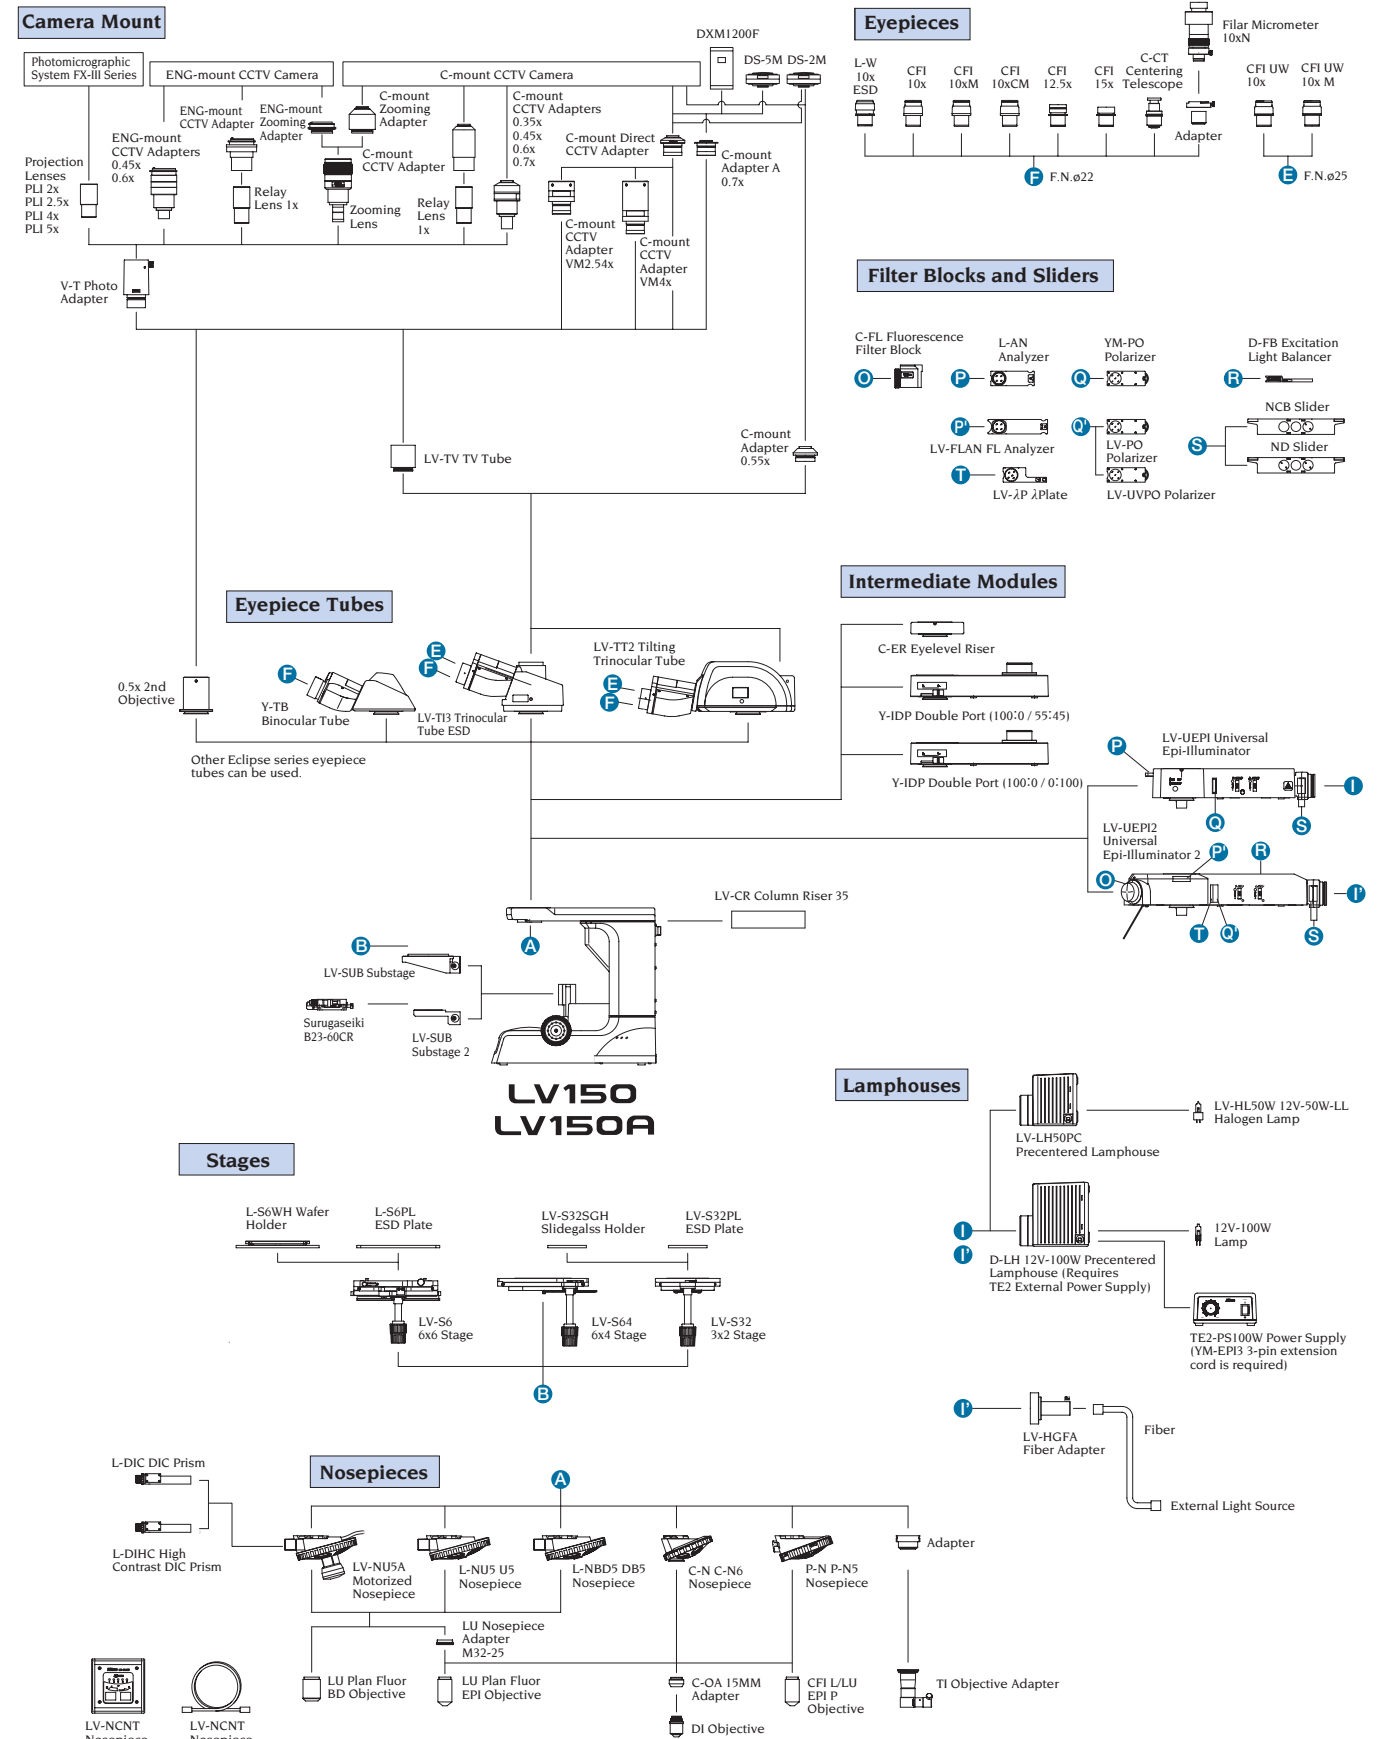 Camera Mount
Photomicrographic
System FX-III Series
ENG-mount CCTV Camera
C-mount CCTV Camera
DXM1200F
DS-5M DS-2M
Projection
Lenses
PLI 2x
PLI 2.5x
PLI 4x
PLI 5x
ENG-mount
CCTV Adapters
0.45x
0.6x
ENG-mount
CCTV Adapter
Relay
Lens 1x
ENG-mount
Zooming
Adapter
C-mount
Zooming
Adapter
C-mount
CCTV Adapter
Zooming
Lens
Relay
Lens
1x
C-mount
CCTV Adapters
0.35x
0.45x
0.6x
0.7x
C-mount Direct
CCTV Adapter
C-mount
Adapter A
0.7x
C-mount
CCTV
Adapter
VM2.54x
C-mount
CCTV
Adapter
VM4x
V-T Photo
Adapter
LV-TV TV Tube
C-mount
Adapter
0.55x
Eyepieces
L-W
10x
ESD
CFI
10x
CFI
10xM
CFI
10xCM
CFI
12.5x
CFI
15x
C-CT
Centering
Telescope
Filar Micrometer
10xN
Adapter
CFI UW
10x
CFI UW
10x M
F F.N.ø22
E F.N.ø25
Filter Blocks and Sliders
C-FL Fluorescence
Filter Block
O
L-AN
Analyzer
P
YM-PO
Polarizer
Q
D-FB Excitation
Light Balancer
R
P'
LV-FLAN FL Analyzer
Q'
LV-PO
Polarizer
NCB Slider
S
ND Slider
T
LV-λP λPlate
LV-UVPO Polarizer
Eyepiece Tubes
0.5x 2nd
Objective
F
Y-TB
Binocular Tube
E
F
LV-TI3 Trinocular
Tube ESD
LV-TT2 Tilting
Trinocular Tube
E
F
Other Eclipse series eyepiece
tubes can be used.
Intermediate Modules
C-ER Eyelevel Riser
Y-IDP Double Port (100:0 / 55:45)
Y-IDP Double Port (100:0 / 0:100)
LV-UEPI Universal
Epi-Illuminator
P
I
Q
S
LV-UEPI2
Universal
Epi-Illuminator 2
P'
R
O
I'
T
Q'
S
LV-CR Column Riser 35
A
B
LV-SUB Substage
Surugaseiki
B23-60CR
LV-SUB
Substage 2
LV150
LV150A
Lamphouses
LV-LH50PC
Precentered Lamphouse
LV-HL50W 12V-50W-LL
Halogen Lamp
I
I'
D-LH 12V-100W Precentered
Lamphouse (Requires
TE2 External Power Supply)
12V-100W
Lamp
TE2-PS100W Power Supply
(YM-EPI3 3-pin extension
cord is required)
I'
LV-HGFA
Fiber Adapter
Fiber
External Light Source
Stages
L-S6WH Wafer
Holder
L-S6PL
ESD Plate
LV-S32SGH
Slidegalss Holder
LV-S32PL
ESD Plate
LV-S6
6x6 Stage
LV-S64
6x4 Stage
LV-S32
3x2 Stage
B
Nosepieces
A
L-DIC DIC Prism
L-DIHC High
Contrast DIC Prism
LV-NU5A
Motorized
Nosepiece
L-NU5 U5
Nosepiece
L-NBD5 DB5
Nosepiece
C-N C-N6
Nosepiece
P-N P-N5
Nosepiece
Adapter
LU Nosepiece
Adapter
M32-25
LU Plan Fluor
BD Objective
LU Plan Fluor
EPI Objective
C-OA 15MM
Adapter
DI Objective
CFI L/LU
EPI P
Objective
TI Objective Adapter
LV-NCNT
LV-NCNT